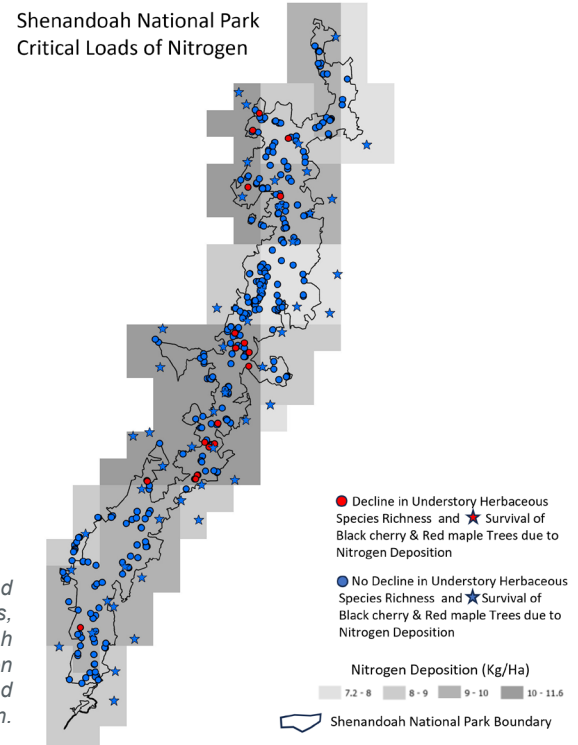 Shenandoah National Park
Critical Loads of Nitrogen
Decline in Understory Herbaceous
Species Richness and Survival of
Black cherry & Red maple Trees due to
Nitrogen Deposition
No Decline in Understory Herbaceous
Species Richness and Survival of
Black cherry & Red maple Trees due to
Nitrogen Deposition
d
s,
h
n
d
n.
Nitrogen Deposition (Kg/Ha)
7.2 - 8 8 - 9 9 - 10 10 - 11.6
Shenandoah National Park Boundary